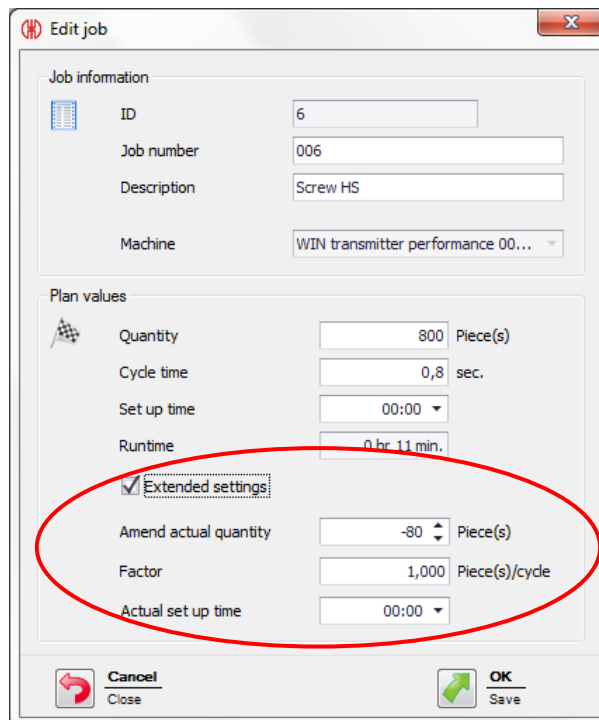 Edit job
Job information
ID 6
Job number 006
Description Screw HS
Machine WIN transmitter performance 00...
Plan values
Quantity 800 Piece(s)
Cycle time 0,8 sec.
Set up time 00:00
Runtime 0 hr 11 min.
Extended settings
Amend actual quantity -80 Piece(s)
Factor 1,000 Piece(s)/cycle
Actual set up time 00:00
Cancel OK
Close Save